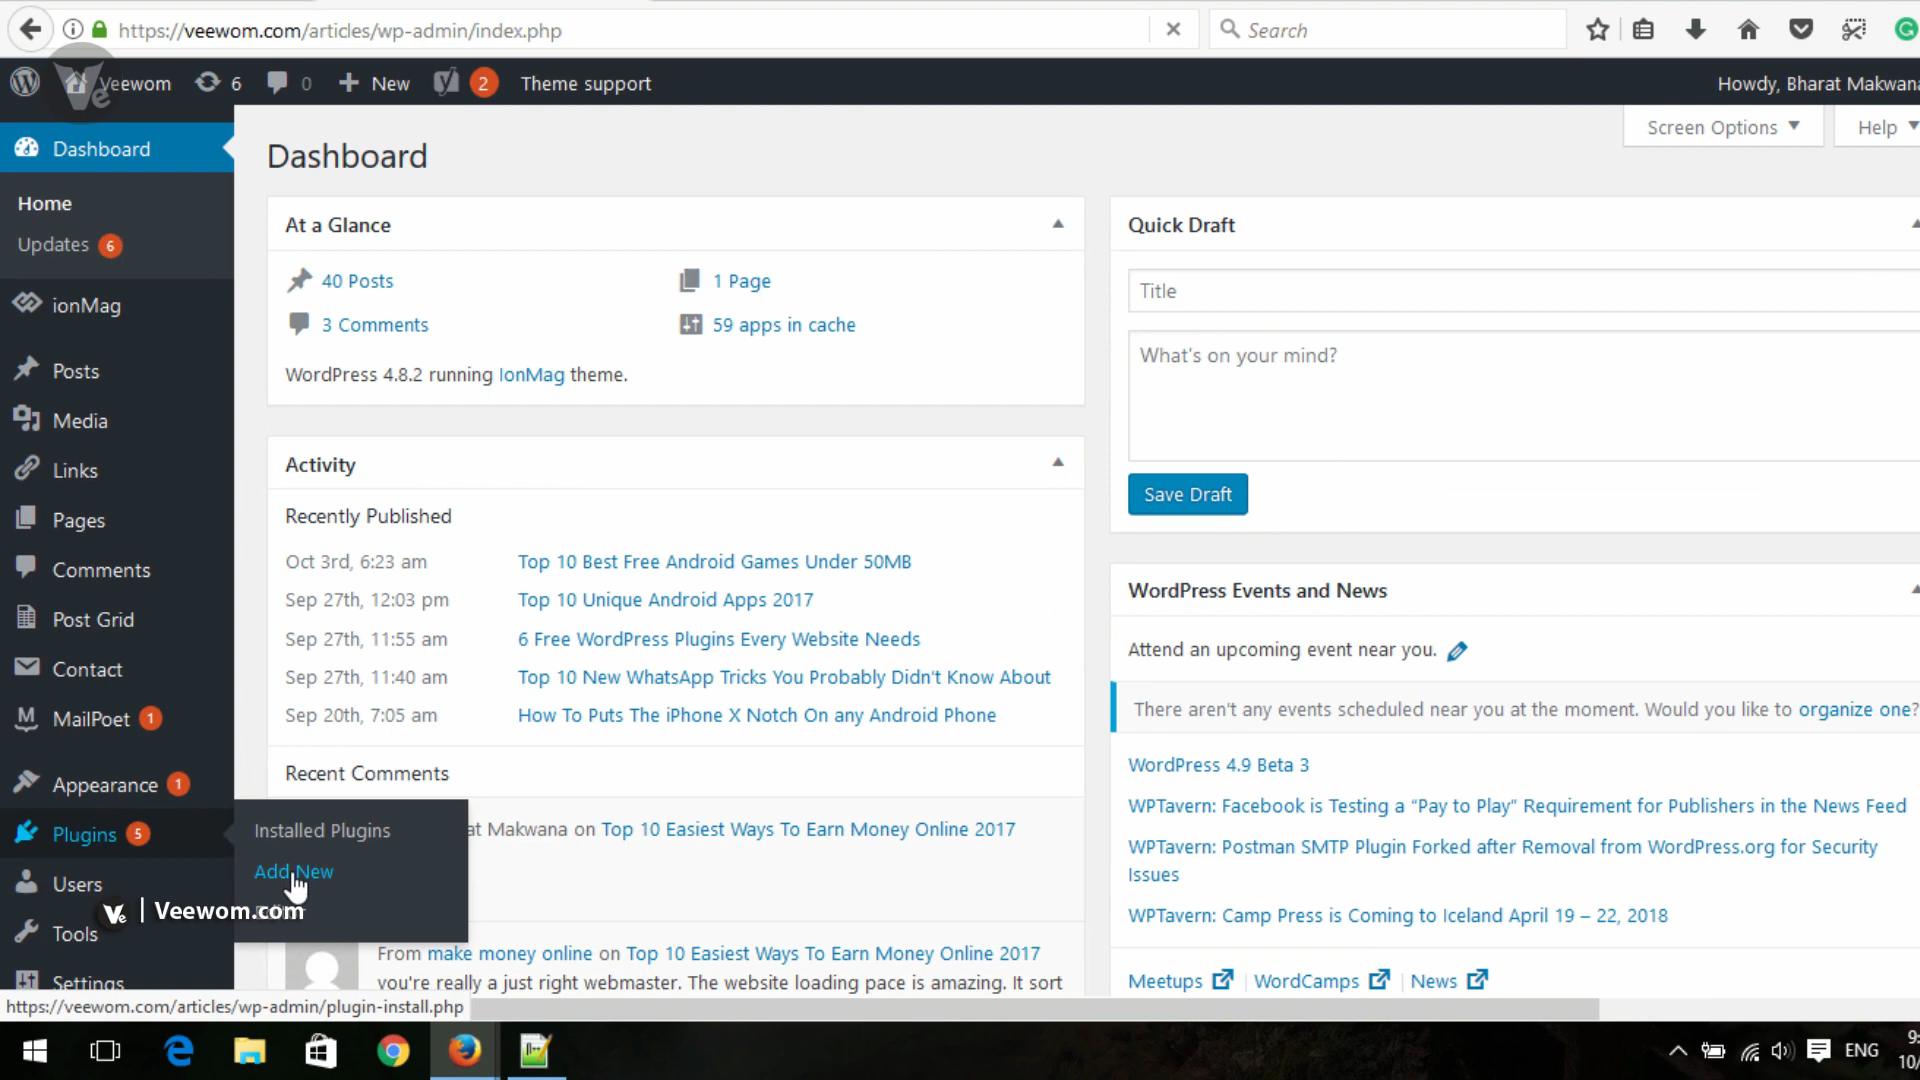 https://veewom.com/articles/wp-admin/index.php
Search
Veewom
6
0
New
2
Theme support
Howdy, Bharat Makwana
Dashboard
Home
Updates 6
ionMag
Posts
Media
Links
Pages
Comments
Post Grid
Contact
MailPoet 1
Appearance 1
Plugins 5
Users
Tools
Settings
Installed Plugins
Add New
Veewom.com
Screen Options
Help
Dashboard
At a Glance
40 Posts
1 Page
3 Comments
59 apps in cache
WordPress 4.8.2 running IonMag theme.
Activity
Recently Published
Oct 3rd, 6:23 am Top 10 Best Free Android Games Under 50MB
Sep 27th, 12:03 pm Top 10 Unique Android Apps 2017
Sep 27th, 11:55 am 6 Free WordPress Plugins Every Website Needs
Sep 27th, 11:40 am Top 10 New WhatsApp Tricks You Probably Didn't Know About
Sep 20th, 7:05 am How To Puts The iPhone X Notch On any Android Phone
Recent Comments
at Makwana on Top 10 Easiest Ways To Earn Money Online 2017
From make money online on Top 10 Easiest Ways To Earn Money Online 2017
you're really a just right webmaster. The website loading pace is amazing. It sort
Quick Draft
Title
What's on your mind?
Save Draft
WordPress Events and News
Attend an upcoming event near you.
There aren't any events scheduled near you at the moment. Would you like to organize one?
WordPress 4.9 Beta 3
WPTavern: Facebook is Testing a “Pay to Play” Requirement for Publishers in the News Feed
WPTavern: Postman SMTP Plugin Forked after Removal from WordPress.org for Security
Issues
WPTavern: Camp Press is Coming to Iceland April 19 – 22, 2018
Meetups | WordCamps | News
https://veewom.com/articles/wp-admin/plugin-install.php
ENG
9:
10/